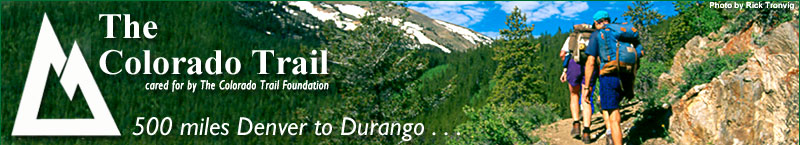 The
Colorado Trail
cared for by The Colorado Trail Foundation
500 miles Denver to Durango . . .
Photo by Rick Tronvig